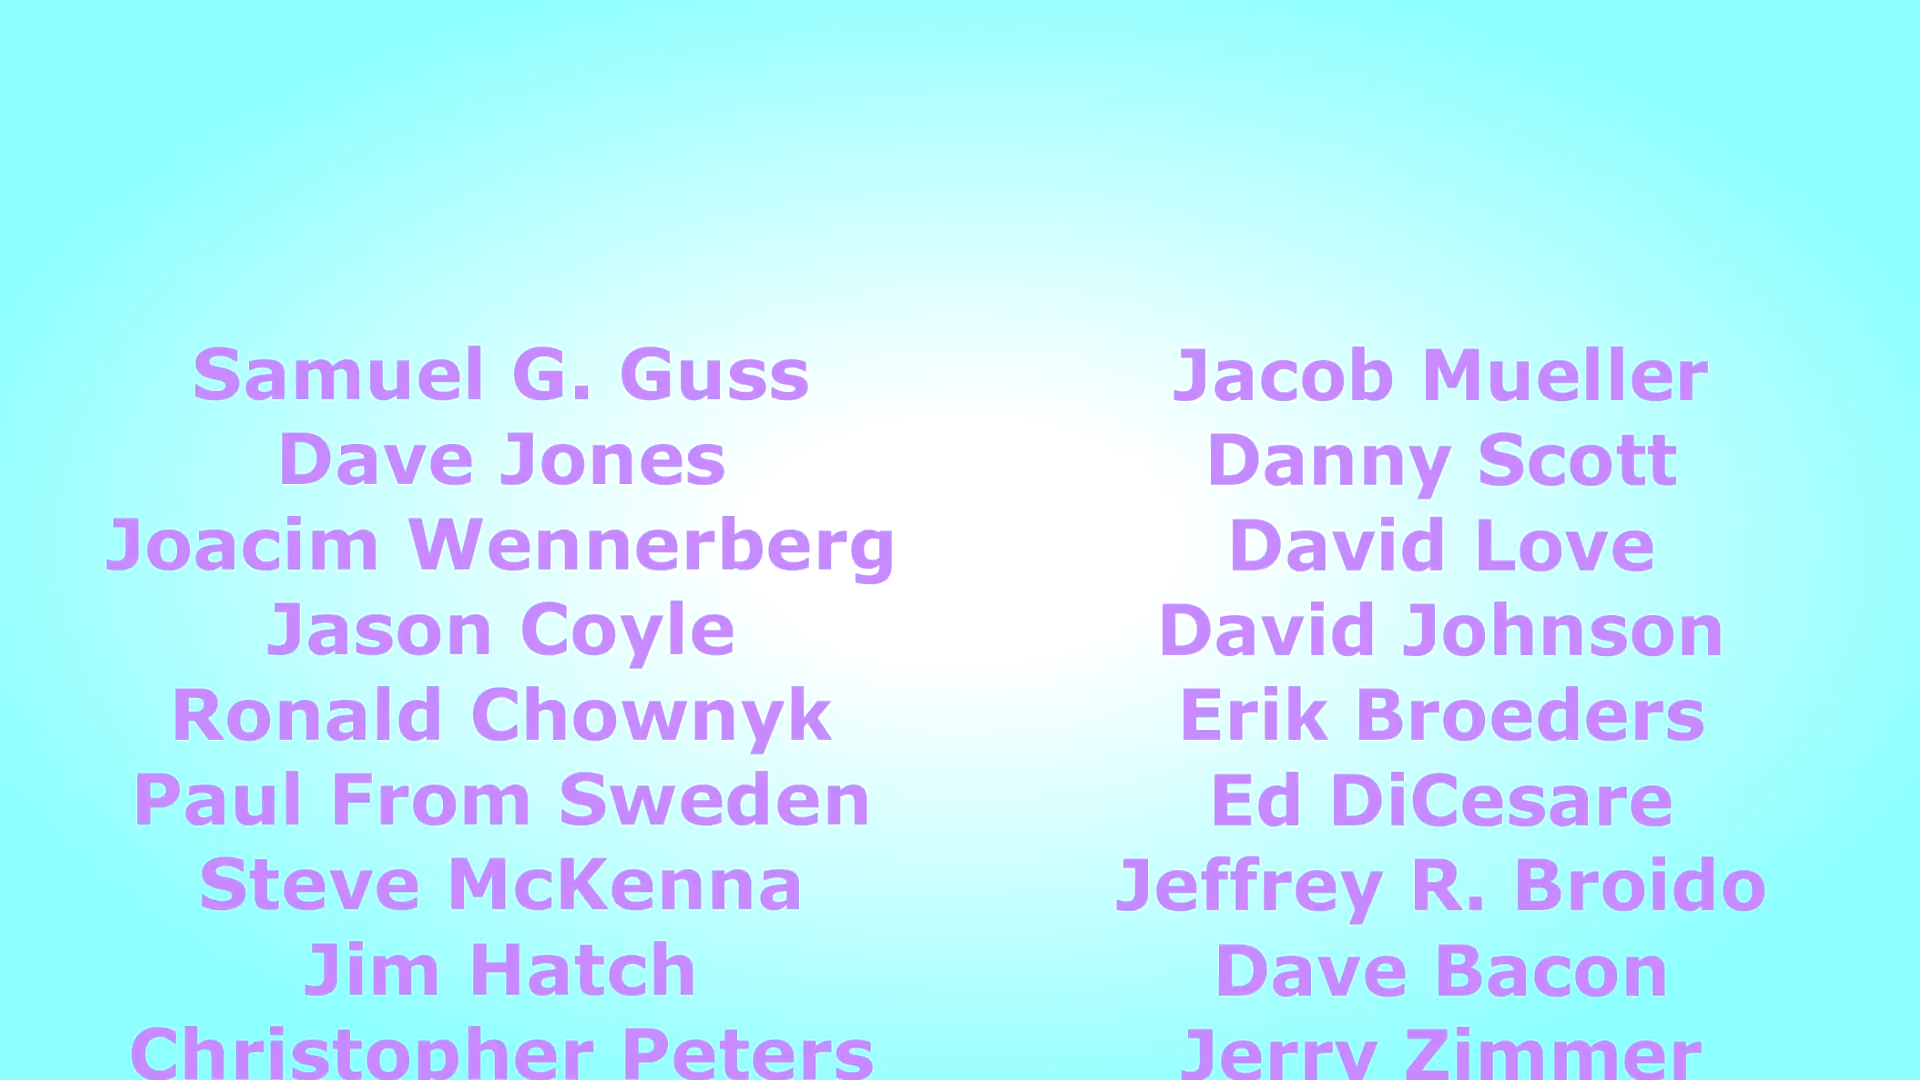 Samuel G. Guss
Dave Jones
Joacim Wennerberg
Jason Coyle
Ronald Chownyk
Paul From Sweden
Steve McKenna
Jim Hatch
Christopher Peters
Jacob Mueller
Danny Scott
David Love
David Johnson
Erik Broeders
Ed DiCesare
Jeffrey R. Broido
Dave Bacon
Jerry Zimmer